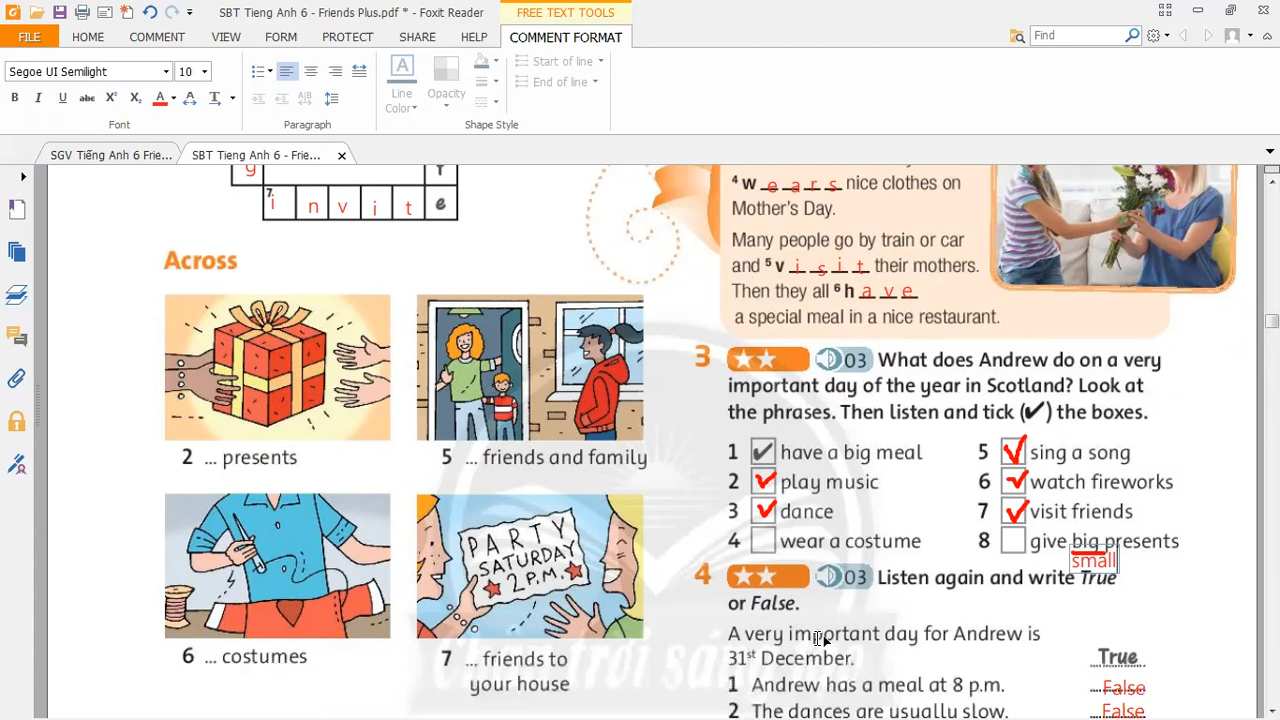 SBT Tieng Anh 6 - Friends Plus.pdf * - Foxit Reader
FREE TEXT TOOLS
FILE HOME COMMENT VIEW FORM PROTECT SHARE HELP COMMENT FORMAT
Find
Segoe UI Semilight 10
Line Color
Opacity
Start of line
End of line
Font
Paragraph
Shape Style
SGV Tiếng Anh 6 Frie...
SBT Tieng Anh 6 - Frie...
g
7. i n v i t e
Across
2 ... presents
5 ... friends and family
PARTY
SATURDAY
2 P.M.
6 ... costumes
7 ... friends to
your house
4 w e a r s nice clothes on
Mother's Day.
Many people go by train or car
and 5 v i s i t their mothers.
Then they all 6 h a v e
a special meal in a nice restaurant.
3 03 What does Andrew do on a very
important day of the year in Scotland? Look at
the phrases. Then listen and tick (✔) the boxes.
1 ✔ have a big meal
2 ✓ play music
3 ✓ dance
4 wear a costume
5 ✓ sing a song
6 ✓ watch fireworks
7 ✓ visit friends
8 give big presents
small
4 03 Listen again and write True
or False.
A very important day for Andrew is
31st December. True
1 Andrew has a meal at 8 p.m. False
2 The dances are usually slow. False
Chân trời sáng